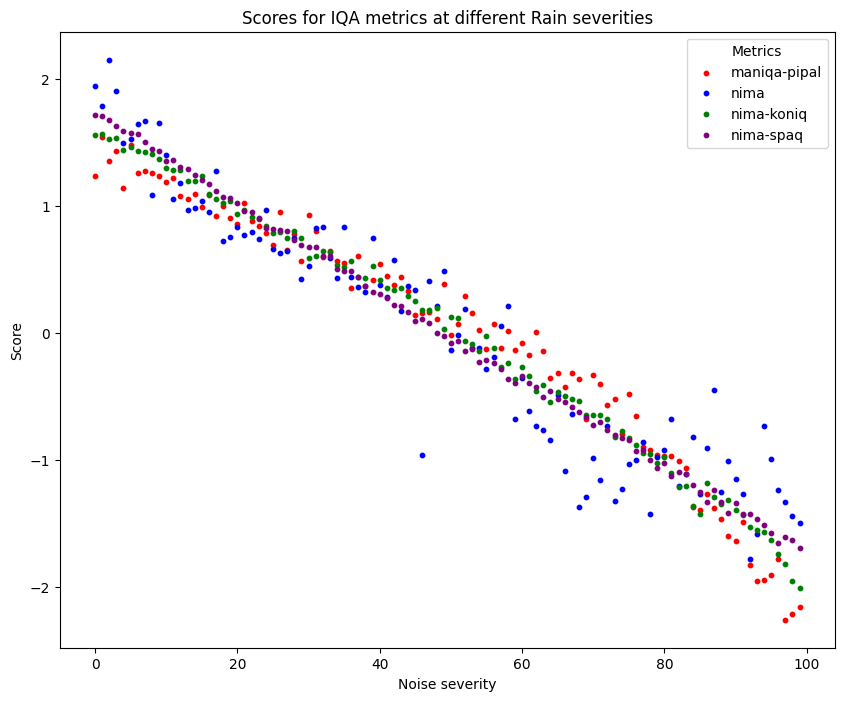 Scores for IQA metrics at different Rain severities
Metrics
maniqa-pipal
nima
nima-koniq
nima-spaq
Score
2
1
0
−1
−2
0 20 40 60 80 100
Noise severity